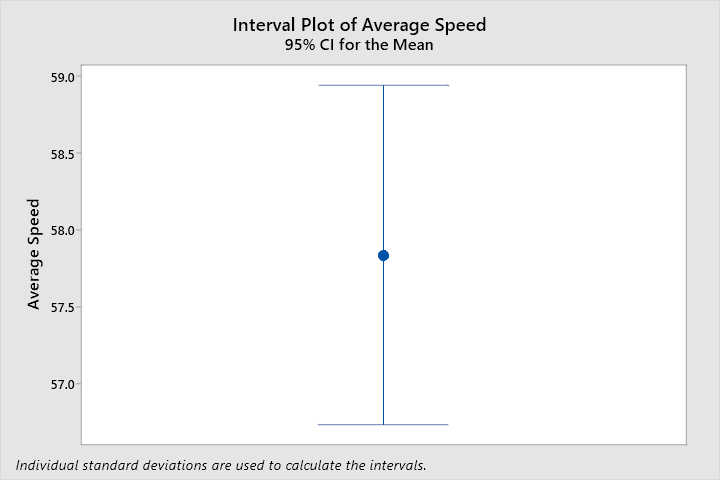 Interval Plot of Average Speed
95% CI for the Mean
59.0
58.5
58.0
57.5
57.0
Average Speed
Individual standard deviations are used to calculate the intervals.